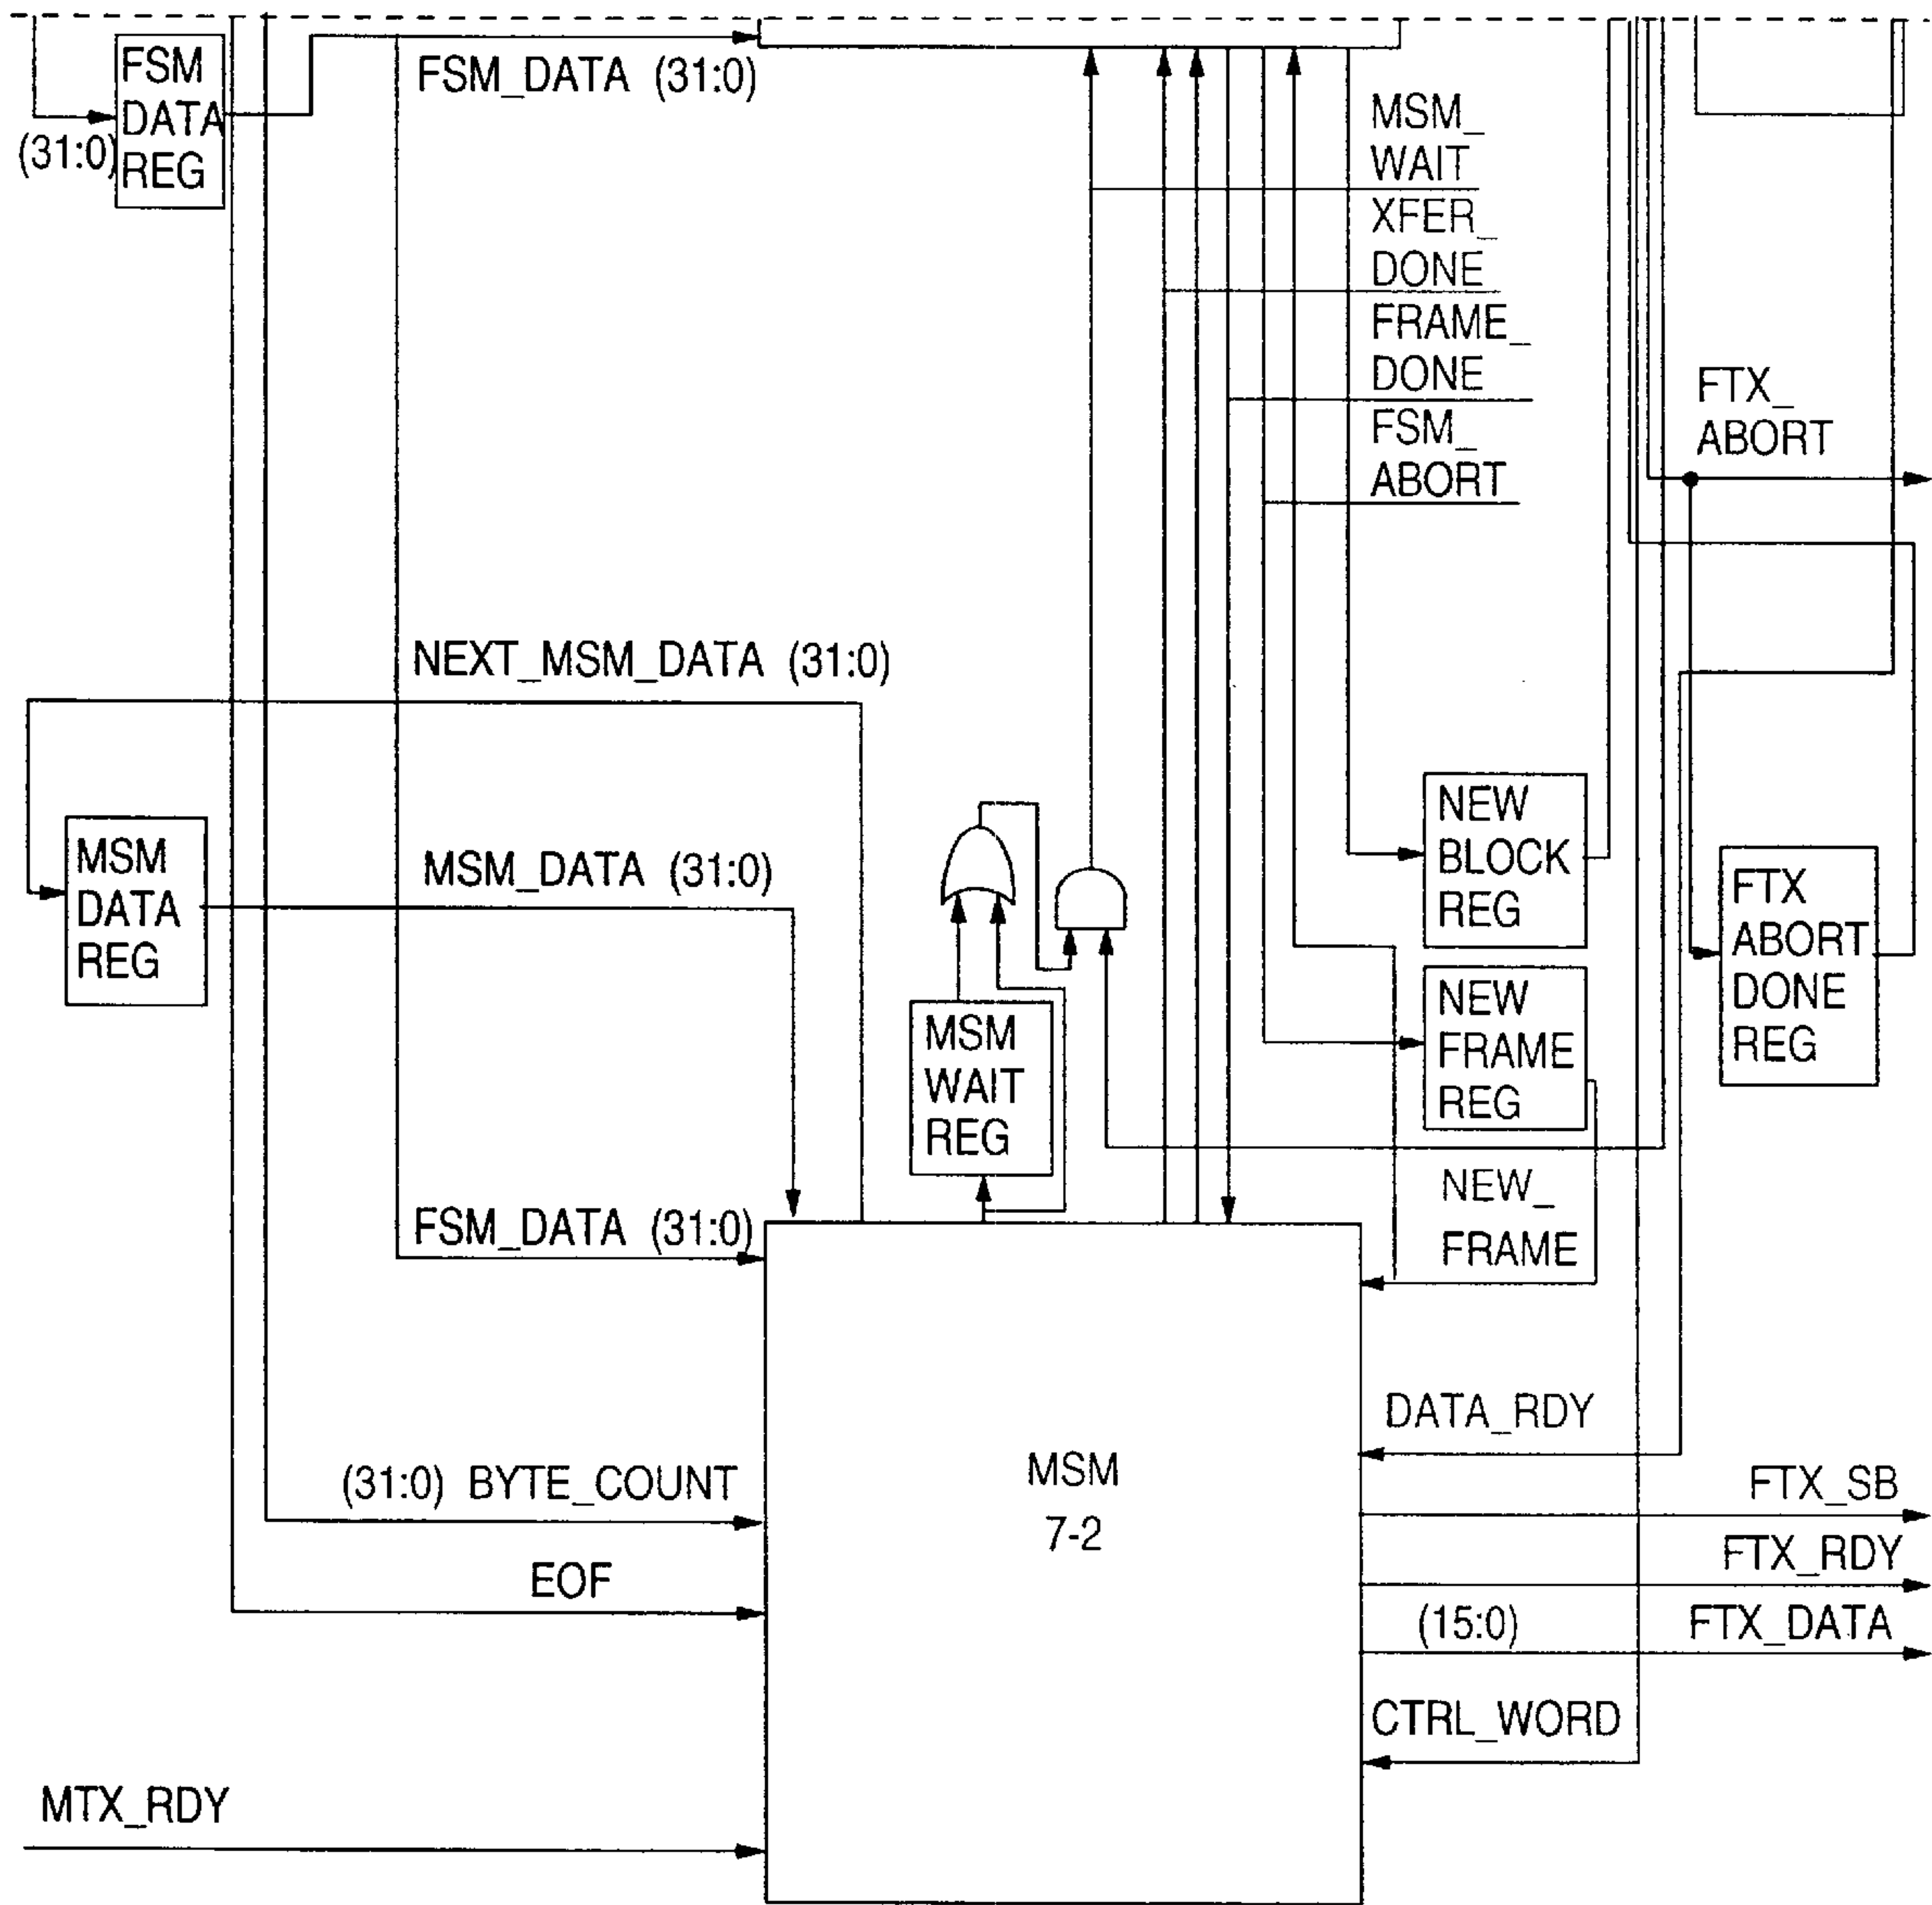 FSM
DATA
REG
(31:0)
FSM_DATA (31:0)
MSM_
WAIT
XFER_
DONE
FRAME_
DONE
FSM_
ABORT
FTX_
ABORT
NEXT_MSM_DATA (31:0)
MSM
DATA
REG
MSM_DATA (31:0)
NEW
BLOCK
REG
FTX
ABORT
DONE
REG
MSM
WAIT
REG
NEW
FRAME
REG
FSM_DATA (31:0)
NEW_
FRAME
DATA_RDY
(31:0) BYTE_COUNT
MSM
7-2
FTX_SB
EOF
FTX_RDY
(15:0) FTX_DATA
CTRL_WORD
MTX_RDY